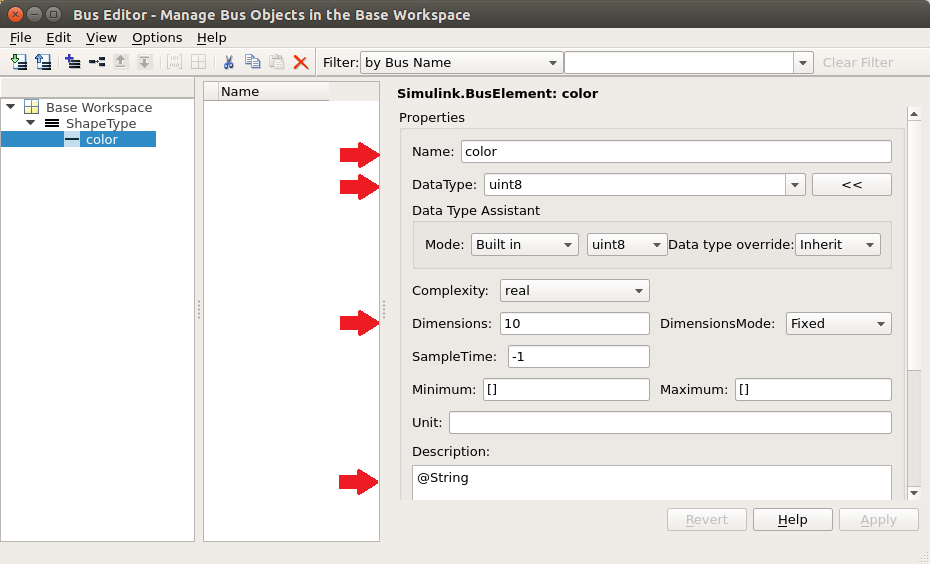 Bus Editor - Manage Bus Objects in the Base Workspace
File Edit View Options Help
Filter: by Bus Name Clear Filter
Base Workspace
ShapeType
color
Name
Simulink.BusElement: color
Properties
Name: color
DataType: uint8 <<
Data Type Assistant
Mode: Built in uint8 Data type override: Inherit
Complexity: real
Dimensions: 10 DimensionsMode: Fixed
SampleTime: -1
Minimum: [] Maximum: []
Unit:
Description:
@String
Revert Help Apply